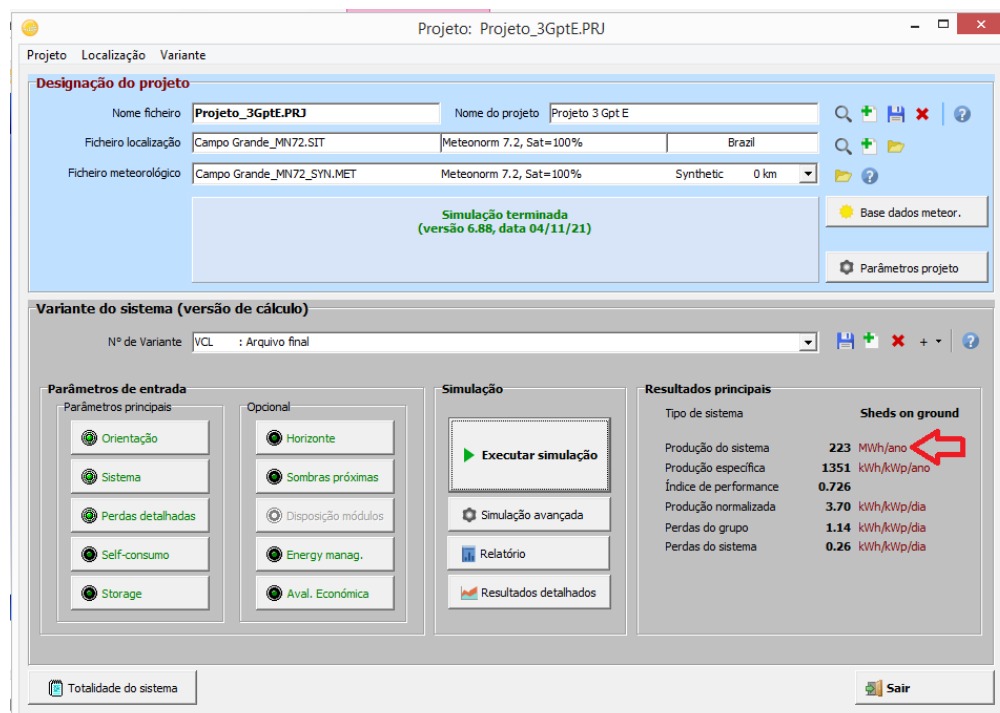 Projeto: Projeto_3GptE.PRJ
Projeto Localização Variante
Designação do projeto
Nome ficheiro Projeto_3GptE.PRJ Nome do projeto Projeto 3 Gpt E
Ficheiro localização Campo Grande_MN72.SIT Meteonorm 7.2, Sat=100% Brazil
Ficheiro meteorológico Campo Grande_MN72_SYN.MET Meteonorm 7.2, Sat=100% Synthetic 0 km
Simulação terminada
(versão 6.88, data 04/11/21)
Base dados meteor.
Parâmetros projeto
Variante do sistema (versão de cálculo)
Nº de Variante VCL : Arquivo final
Parâmetros de entrada
Parâmetros principais
Orientação
Sistema
Perdas detalhadas
Self-consumo
Storage
Opcional
Horizonte
Sombras próximas
Disposição módulos
Energy manag.
Aval. Económica
Simulação
Executar simulação
Simulação avançada
Relatório
Resultados detalhados
Resultados principais
Tipo de sistema Sheds on ground
Produção do sistema 223 MWh/ano
Produção específica 1351 kWh/kWp/ano
Índice de performance 0.726
Produção normalizada 3.70 kWh/kWp/dia
Perdas do grupo 1.14 kWh/kWp/dia
Perdas do sistema 0.26 kWh/kWp/dia
Totalidade do sistema
Sair